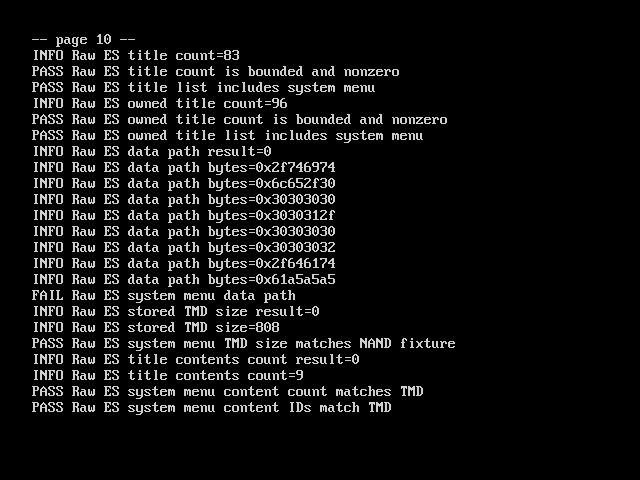 -- page 10 --
INFO Raw ES title count=83
PASS Raw ES title count is bounded and nonzero
PASS Raw ES title list includes system menu
INFO Raw ES owned title count=96
PASS Raw ES owned title count is bounded and nonzero
PASS Raw ES owned title list includes system menu
INFO Raw ES data path result=0
INFO Raw ES data path bytes=0x2f746974
INFO Raw ES data path bytes=0x6c652f30
INFO Raw ES data path bytes=0x30303030
INFO Raw ES data path bytes=0x3030312f
INFO Raw ES data path bytes=0x30303030
INFO Raw ES data path bytes=0x30303032
INFO Raw ES data path bytes=0x2f646174
INFO Raw ES data path bytes=0x61a5a5a5
FAIL Raw ES system menu data path
INFO Raw ES stored TMD size result=0
INFO Raw ES stored TMD size=808
PASS Raw ES system menu TMD size matches NAND fixture
INFO Raw ES title contents count result=0
INFO Raw ES title contents count=9
PASS Raw ES system menu content count matches TMD
PASS Raw ES system menu content IDs match TMD